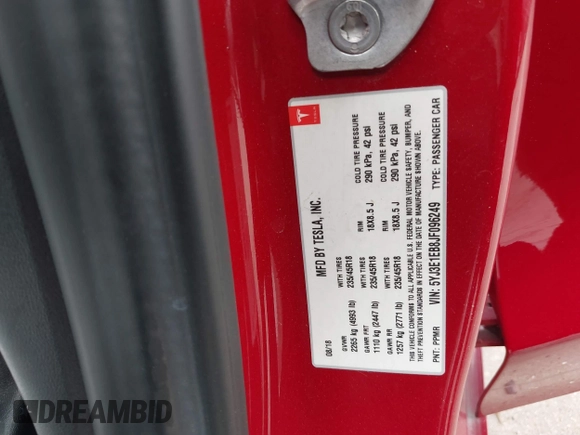 TESLA
MFD BY TESLA, INC.
08/18
GVWR
2265 kg (4993 lb)
GAWR FRT
1110 kg (2447 lb)
GAWR RR
1257 kg (2771 lb)
WITH TIRES
235/45R18
WITH TIRES
235/45R18
WITH TIRES
235/45R18
RIM
18X8.5 J.
RIM
18X8.5 J.
COLD TIRE PRESSURE
290 kPa, 42 psi
COLD TIRE PRESSURE
290 kPa, 42 psi
THIS VEHICLE CONFORMS TO ALL APPLICABLE U.S. FEDERAL MOTOR VEHICLE SAFETY, BUMPER, AND
THEFT PREVENTION STANDARDS IN EFFECT ON THE DATE OF MANUFACTURE SHOWN ABOVE.
VIN: 5YJ3E1EB8JF096249 TYPE: PASSENGER CAR
PNT: PPMR
DREAMBID